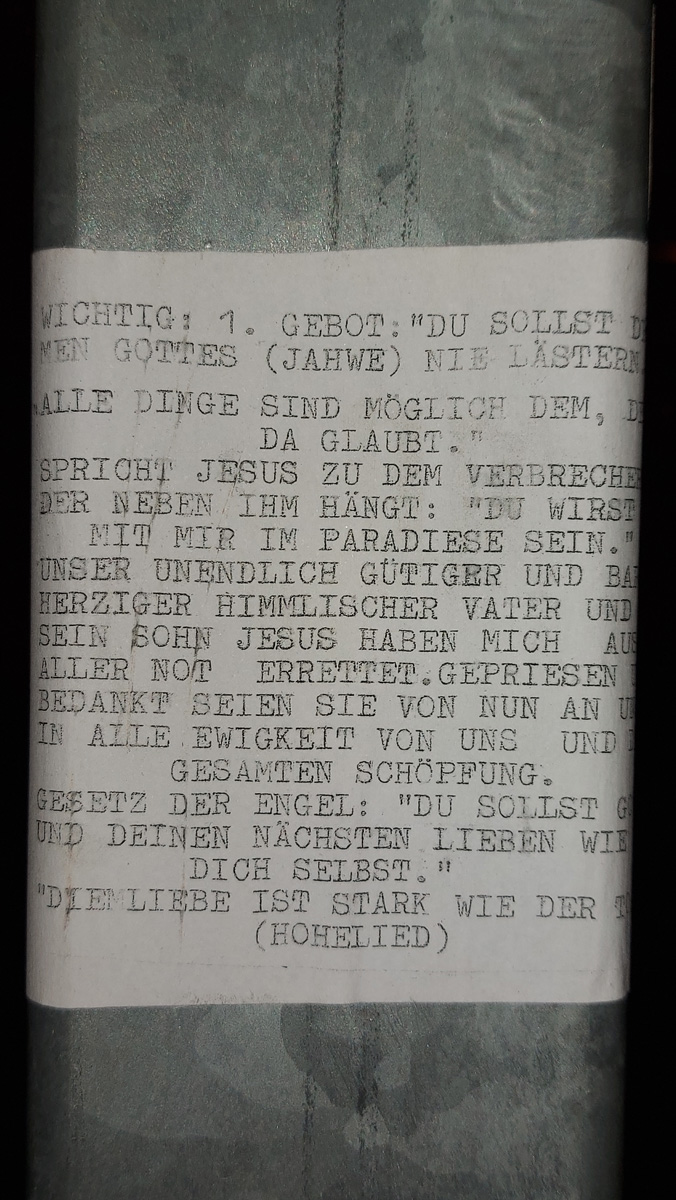 WICHTIG: 1. GEBOT:"DU SOLLST
MEN GOTTES (JAHWE) NIE LÄSTERN
"ALLE DINGE SIND MÖGLICH DEM,
DA GLAUBT."
SPRICHT JESUS ZU DEM VERBRECHE
DER NEBEN IHM HÄNGT: "DU WIRST
MIT MIR IM PARADIESE SEIN."
UNSER UNENDLICH GÜTIGER UND BA
HERZIGER HIMMLISCHER VATER UND
SEIN SOHN JESUS HABEN MICH AUS
ALLER NOT ERRETTET.GEPRIESEN
BEDANKT SEIEN SIE VON NUN AN
IN ALLE EWIGKEIT VON UNS UND
GESAMTEN SCHÖPFUNG.
GESETZ DER ENGEL: "DU SOLLST
UND DEINEN NÄCHSTEN LIEBEN WIE
DICH SELBST."
"DIEMLIEBE IST STARK WIE DER
(HOHELIED)